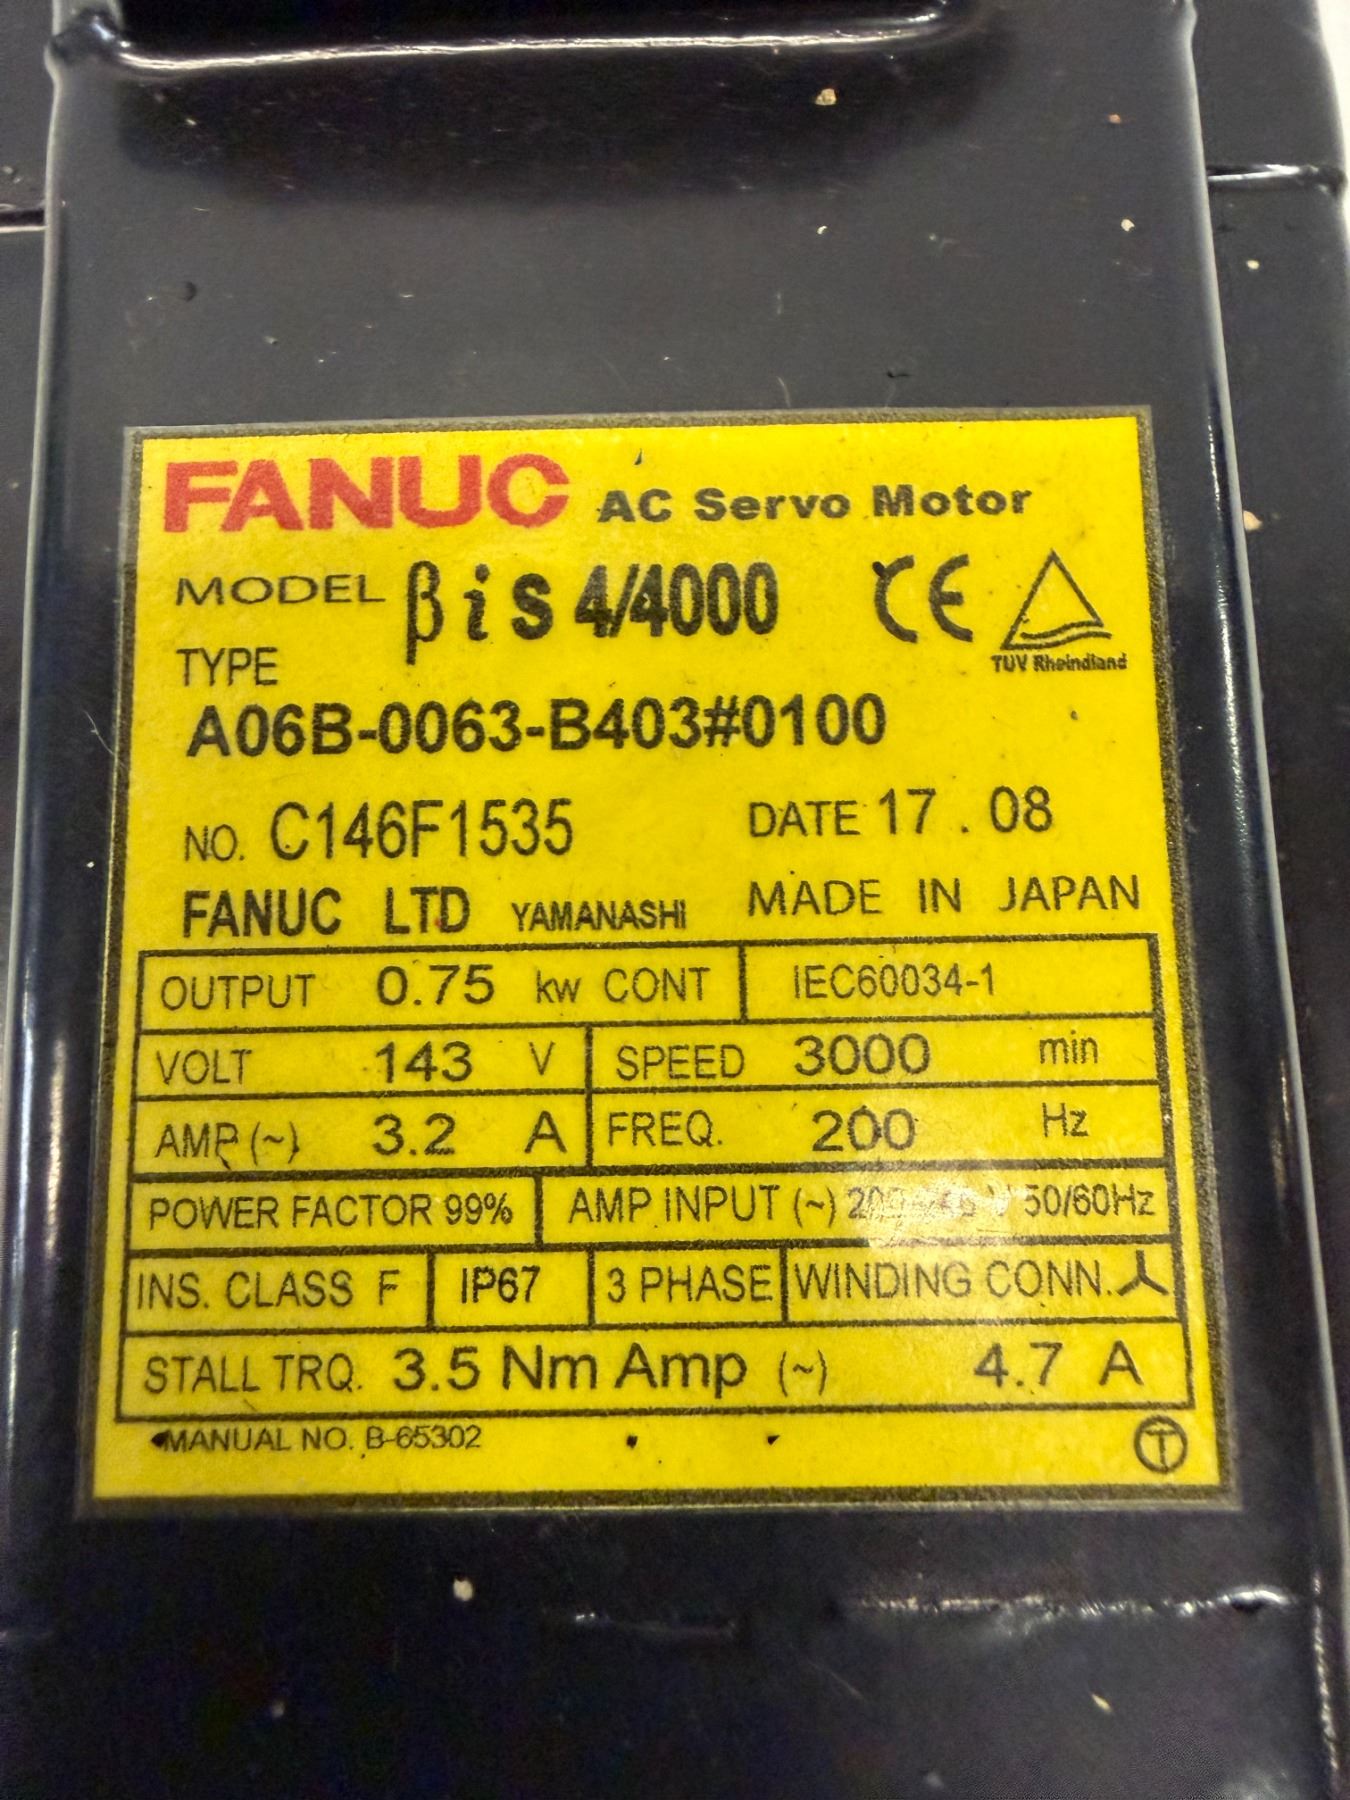 FANUC AC Servo Motor
MODEL βis 4/4000 CE
TUV Rheindland
TYPE
A06B-0063-B403#0100
NO. C146F1535 DATE 17 . 08
FANUC LTD YAMANASHI MADE IN JAPAN
OUTPUT 0.75 kw CONT IEC60034-1
VOLT 143 V SPEED 3000 min
AMP (~) 3.2 A FREQ. 200 Hz
POWER FACTOR 99% AMP INPUT (~) V 50/60Hz
INS. CLASS F IP67 3 PHASE WINDING CONN.
STALL TRQ. 3.5 Nm Amp (~) 4.7 A
MANUAL NO. B-65302 T